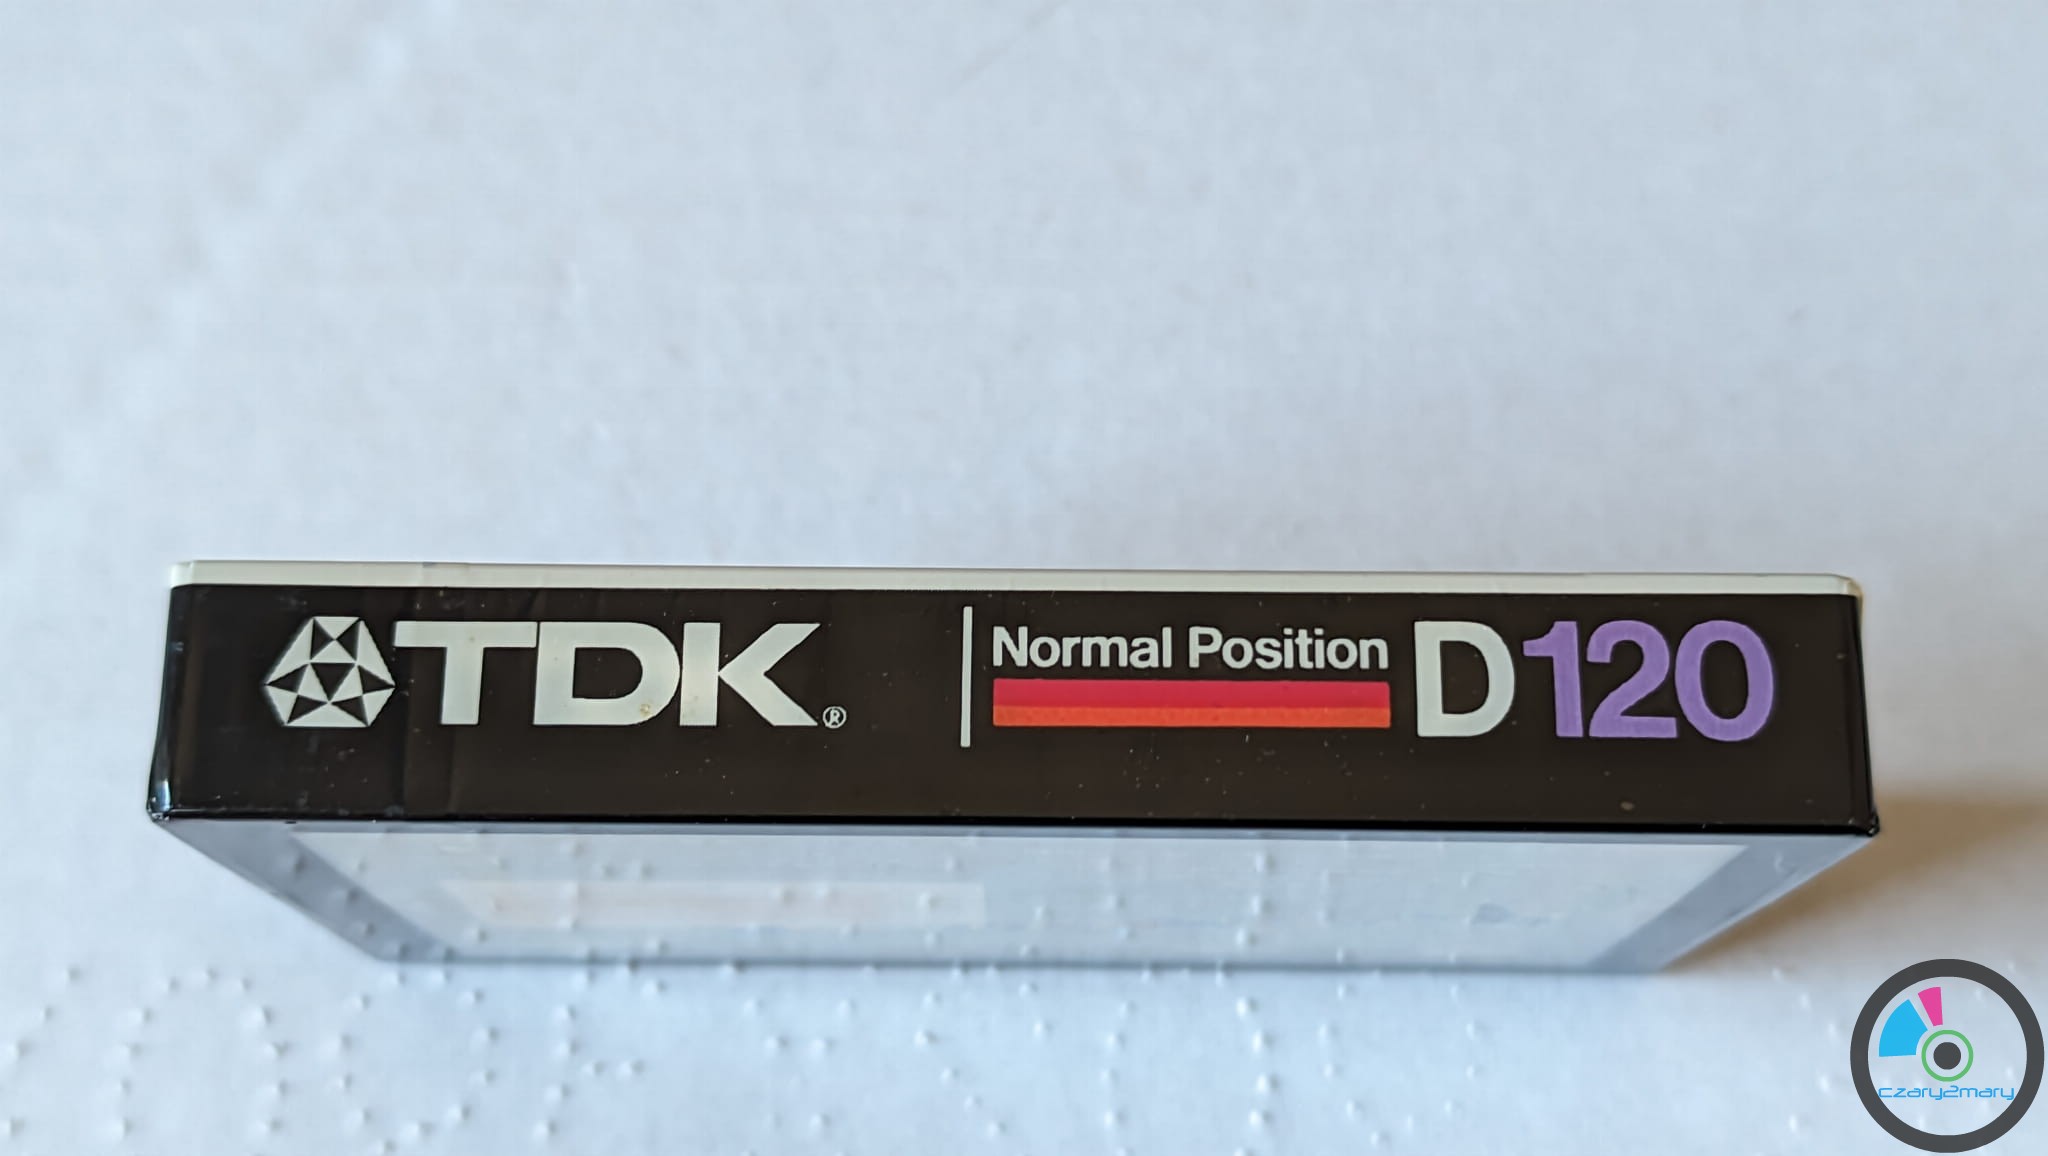 TDK®
Normal Position
D120
czary2mary